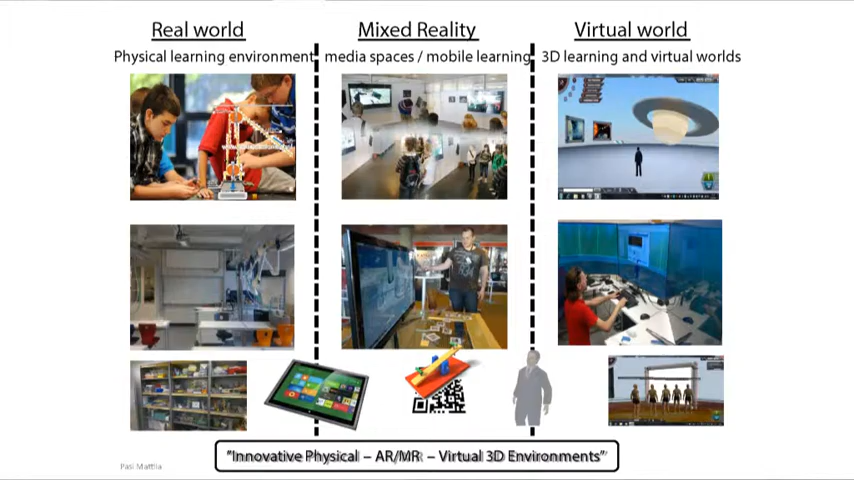 Real world
Mixed Reality
Virtual world
Physical learning environment
media spaces / mobile learning
3D learning and virtual worlds
"Innovative Physical – AR/MR – Virtual 3D Environments"
Pasi Mattila